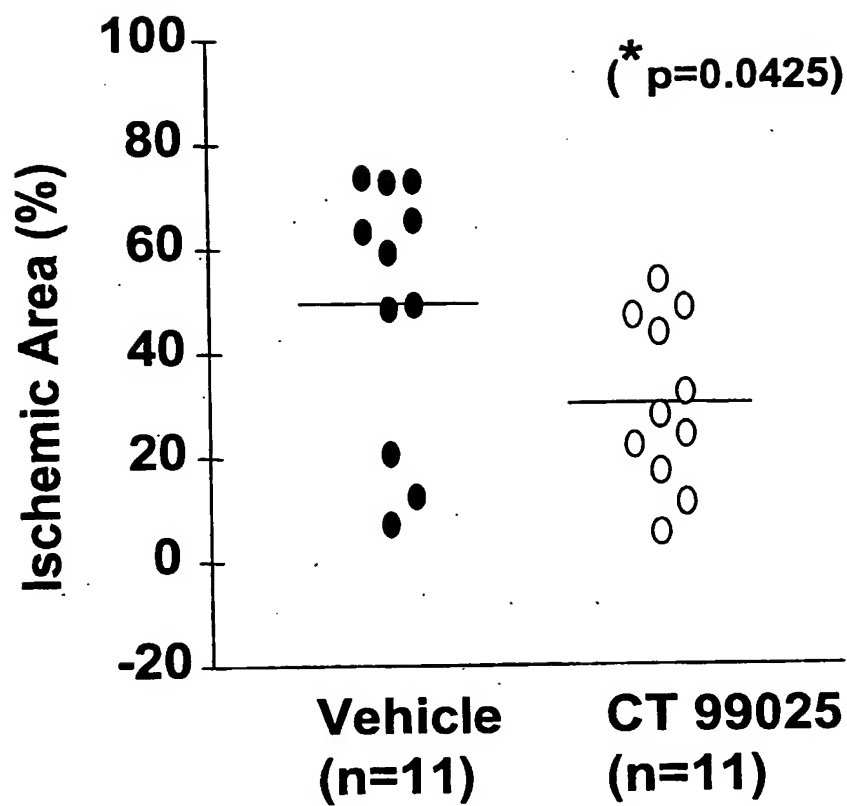 100
(*p=0.0425)
80
60
40
20
0
-20
Ischemic Area (%)
Vehicle
(n=11)
CT 99025
(n=11)